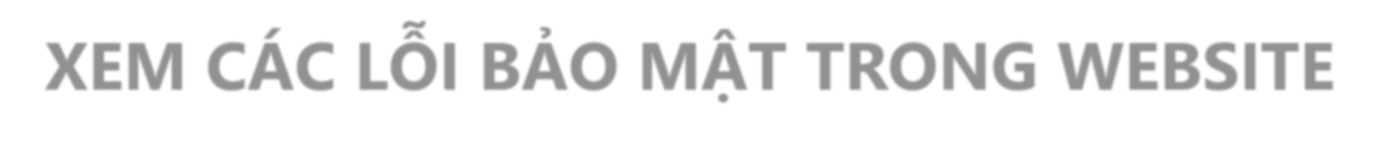 XEM CÁC LỖI BẢO MẬT TRONG WEBSITE